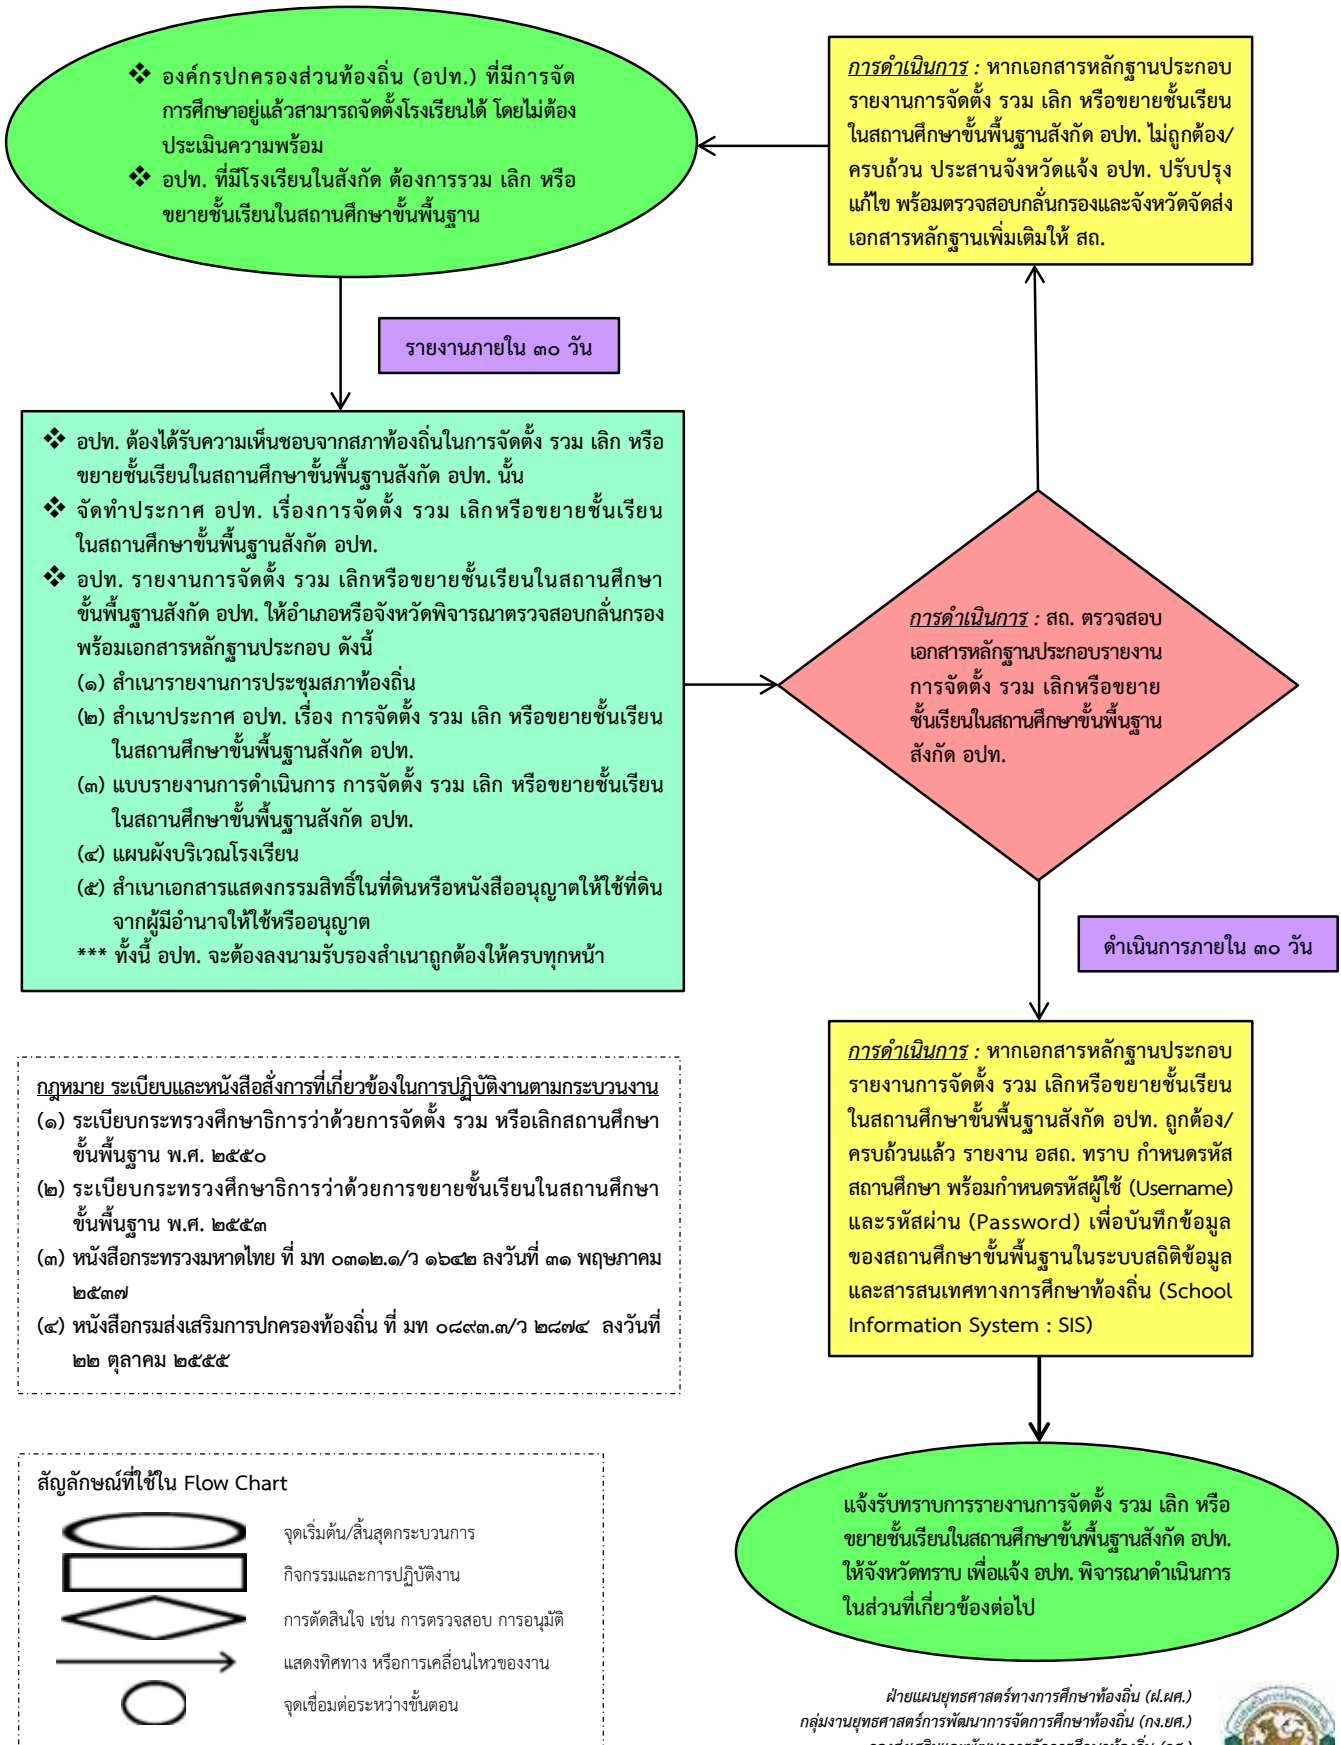 ❖ องค์กรปกครองส่วนท้องถิ่น (อปท.) ที่มีการจัด
การศึกษาอยู่แล้วสามารถจัดตั้งโรงเรียนได้ โดยไม่ต้อง
ประเมินความพร้อม
❖ อปท. ที่มีโรงเรียนในสังกัด ต้องการรวม เลิก หรือ
ขยายชั้นเรียนในสถานศึกษาขั้นพื้นฐาน
การดำเนินการ : หากเอกสารหลักฐานประกอบ
รายงานการจัดตั้ง รวม เลิก หรือขยายชั้นเรียน
ในสถานศึกษาขั้นพื้นฐานสังกัด อปท. ไม่ถูกต้อง/
ครบถ้วน ประสานจังหวัดแจ้ง อปท. ปรับปรุง
แก้ไข พร้อมตรวจสอบกลั่นกรองและจังหวัดจัดส่ง
เอกสารหลักฐานเพิ่มเติมให้ สถ.
รายงานภายใน ๓๐ วัน
❖ อปท. ต้องได้รับความเห็นชอบจากสภาท้องถิ่นในการจัดตั้ง รวม เลิก หรือ
ขยายชั้นเรียนในสถานศึกษาขั้นพื้นฐานสังกัด อปท. นั้น
❖ จัดทำประกาศ อปท. เรื่องการจัดตั้ง รวม เลิกหรือขยายชั้นเรียน
ในสถานศึกษาขั้นพื้นฐานสังกัด อปท.
❖ อปท. รายงานการจัดตั้ง รวม เลิกหรือขยายชั้นเรียนในสถานศึกษา
ขั้นพื้นฐานสังกัด อปท. ให้อำเภอหรือจังหวัดพิจารณาตรวจสอบกลั่นกรอง
พร้อมเอกสารหลักฐานประกอบ ดังนี้
(๑) สำเนารายงานการประชุมสภาท้องถิ่น
(๒) สำเนาประกาศ อปท. เรื่อง การจัดตั้ง รวม เลิก หรือขยายชั้นเรียน
ในสถานศึกษาขั้นพื้นฐานสังกัด อปท.
(๓) แบบรายงานการดำเนินการ การจัดตั้ง รวม เลิก หรือขยายชั้นเรียน
ในสถานศึกษาขั้นพื้นฐานสังกัด อปท.
(๔) แผนผังบริเวณโรงเรียน
(๕) สำเนาเอกสารแสดงกรรมสิทธิ์ในที่ดินหรือหนังสืออนุญาตให้ใช้ที่ดิน
จากผู้มีอำนาจให้ใช้หรืออนุญาต
*** ทั้งนี้ อปท. จะต้องลงนามรับรองสำเนาถูกต้องให้ครบทุกหน้า
การดำเนินการ : สถ. ตรวจสอบ
เอกสารหลักฐานประกอบรายงาน
การจัดตั้ง รวม เลิกหรือขยาย
ชั้นเรียนในสถานศึกษาขั้นพื้นฐาน
สังกัด อปท.
ดำเนินการภายใน ๓๐ วัน
การดำเนินการ : หากเอกสารหลักฐานประกอบ
รายงานการจัดตั้ง รวม เลิกหรือขยายชั้นเรียน
ในสถานศึกษาขั้นพื้นฐานสังกัด อปท. ถูกต้อง/
ครบถ้วนแล้ว รายงาน อสถ. ทราบ กำหนดรหัส
สถานศึกษา พร้อมกำหนดรหัสผู้ใช้ (Username)
และรหัสผ่าน (Password) เพื่อบันทึกข้อมูล
ของสถานศึกษาขั้นพื้นฐานในระบบสถิติข้อมูล
และสารสนเทศทางการศึกษาท้องถิ่น (School
Information System : SIS)
กฎหมาย ระเบียบและหนังสือสั่งการที่เกี่ยวข้องในการปฏิบัติงานตามกระบวนงาน
(๑) ระเบียบกระทรวงศึกษาธิการว่าด้วยการจัดตั้ง รวม หรือเลิกสถานศึกษา
ขั้นพื้นฐาน พ.ศ. ๒๕๕๐
(๒) ระเบียบกระทรวงศึกษาธิการว่าด้วยการขยายชั้นเรียนในสถานศึกษา
ขั้นพื้นฐาน พ.ศ. ๒๕๕๓
(๓) หนังสือกระทรวงมหาดไทย ที่ มท ๐๓๑๒.๑/ว ๑๖๔๒ ลงวันที่ ๓๑ พฤษภาคม
๒๕๓๗
(๔) หนังสือกรมส่งเสริมการปกครองท้องถิ่น ที่ มท ๐๘๙๓.๓/ว ๒๘๗๔ ลงวันที่
๒๒ ตุลาคม ๒๕๕๕
สัญลักษณ์ที่ใช้ใน Flow Chart
จุดเริ่มต้น/สิ้นสุดกระบวนการ
กิจกรรมและการปฏิบัติงาน
การตัดสินใจ เช่น การตรวจสอบ การอนุมัติ
แสดงทิศทาง หรือการเคลื่อนไหวของงาน
จุดเชื่อมต่อระหว่างขั้นตอน
แจ้งรับทราบการรายงานการจัดตั้ง รวม เลิก หรือ
ขยายชั้นเรียนในสถานศึกษาขั้นพื้นฐานสังกัด อปท.
ให้จังหวัดทราบ เพื่อแจ้ง อปท. พิจารณาดำเนินการ
ในส่วนที่เกี่ยวข้องต่อไป
ฝ่ายแผนยุทธศาสตร์ทางการศึกษาท้องถิ่น (ฝ.ผศ.)
กลุ่มงานยุทธศาสตร์การพัฒนาการจัดการศึกษาท้องถิ่น (กง.ยศ.)